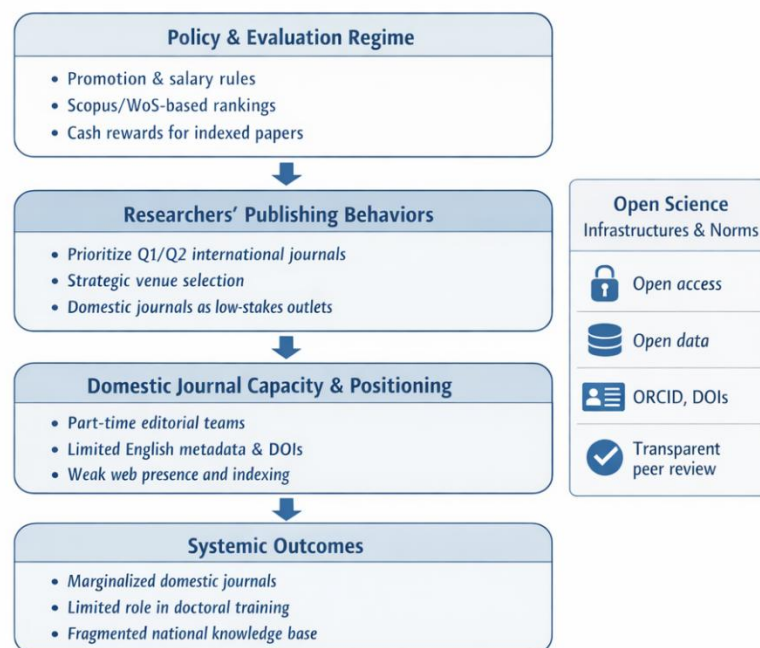 Policy & Evaluation Regime
• Promotion & salary rules
• Scopus/WoS-based rankings
• Cash rewards for indexed papers
Researchers' Publishing Behaviors
• Prioritize Q1/Q2 international journals
• Strategic venue selection
• Domestic journals as low-stakes outlets
Domestic Journal Capacity & Positioning
• Part-time editorial teams
• Limited English metadata & DOIs
• Weak web presence and indexing
Systemic Outcomes
• Marginalized domestic journals
• Limited role in doctoral training
• Fragmented national knowledge base
Open Science
Infrastructures & Norms
Open access
Open data
ORCID, DOIs
Transparent
peer review